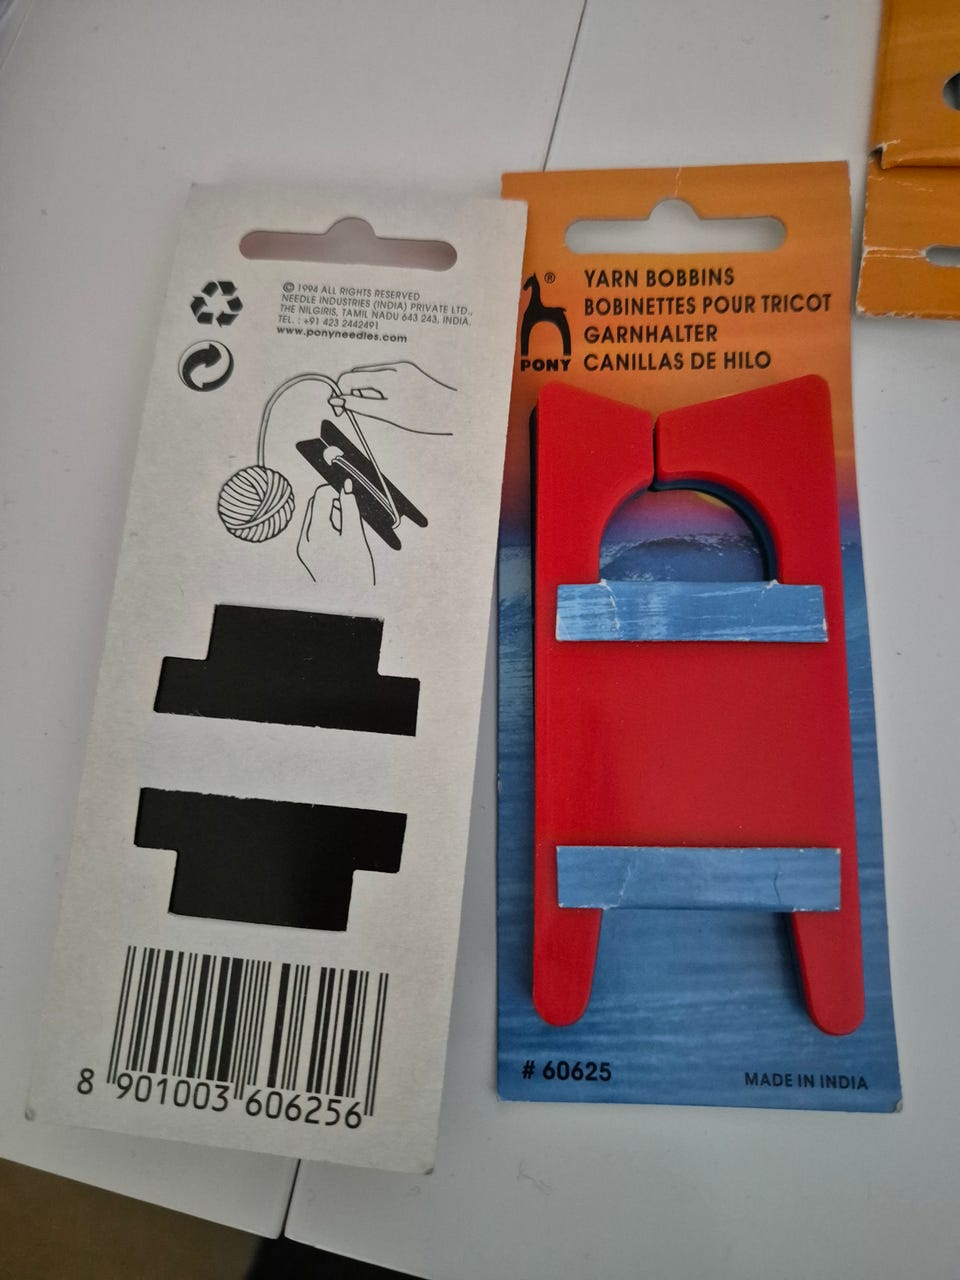 © 1994 ALL RIGHTS RESERVED
NEEDLE INDUSTRIES (INDIA) PRIVATE LTD.,
THE NILGIRIS, TAMIL NADU 643 243, INDIA.
TEL. : +91 423 2442491
www.ponyneedles.com
8 901003 606256
®
PONY
YARN BOBBINS
BOBINETTES POUR TRICOT
GARNHALTER
CANILLAS DE HILO
# 60625
MADE IN INDIA